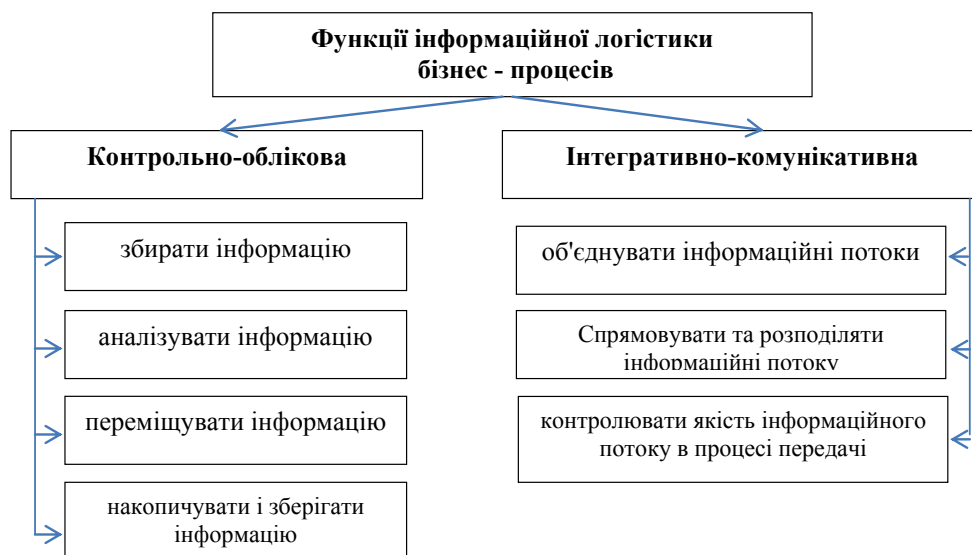 Функції інформаційної логістики
бізнес - процесів
Контрольно-облікова
збирати інформацію
аналізувати інформацію
переміщувати інформацію
накопичувати і зберігати
інформацію
Інтегративно-комунікативна
об'єднувати інформаційні потоки
Спрямовувати та розподіляти
інформаційні потоку
контролювати якість інформаційного
потоку в процесі передачі